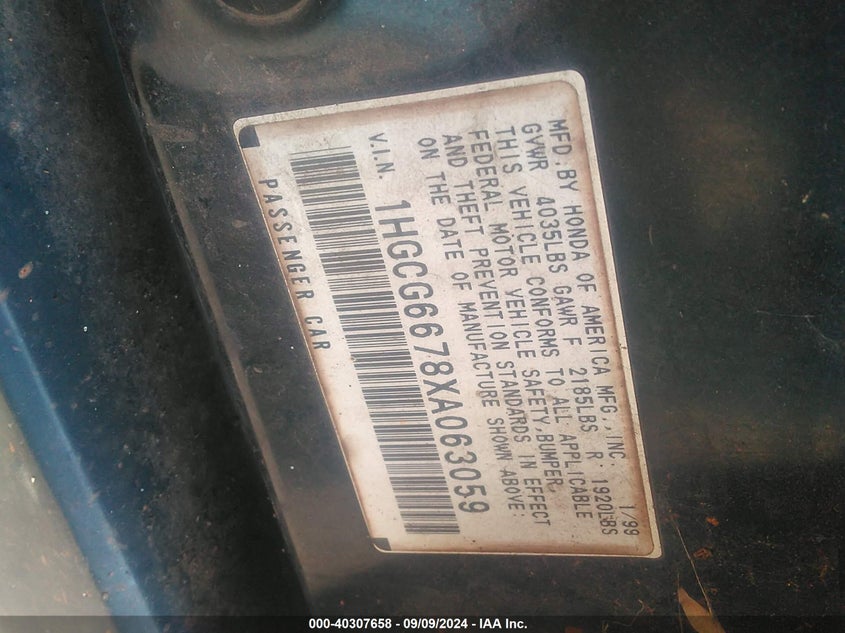 MFD. BY HONDA OF AMERICA MFG., INC. 1/99
GVWR 4035LBS GAWR F 2185LBS R 1920LBS
THIS VEHICLE CONFORMS TO ALL APPLICABLE
FEDERAL MOTOR VEHICLE SAFETY, BUMPER,
AND THEFT PREVENTION STANDARDS IN EFFECT
ON THE DATE OF MANUFACTURE SHOWN ABOVE:
V.I.N. 1HGCG6678XA063059
PASSENGER CAR
000-40307658 - 09/09/2024 - IAA Inc.